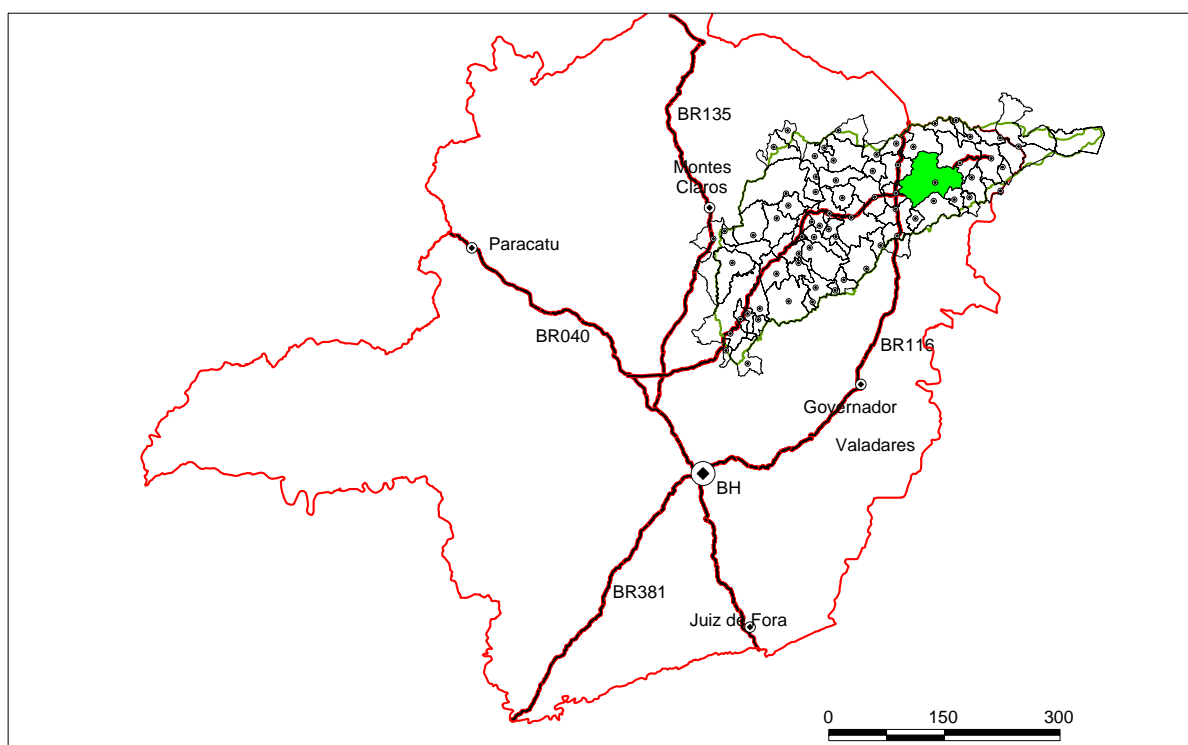 BR135
Montes
Claros
Paracatu
BR040
BR116
Governador
Valadares
BH
BR381
Juiz de Fora
0 150 300